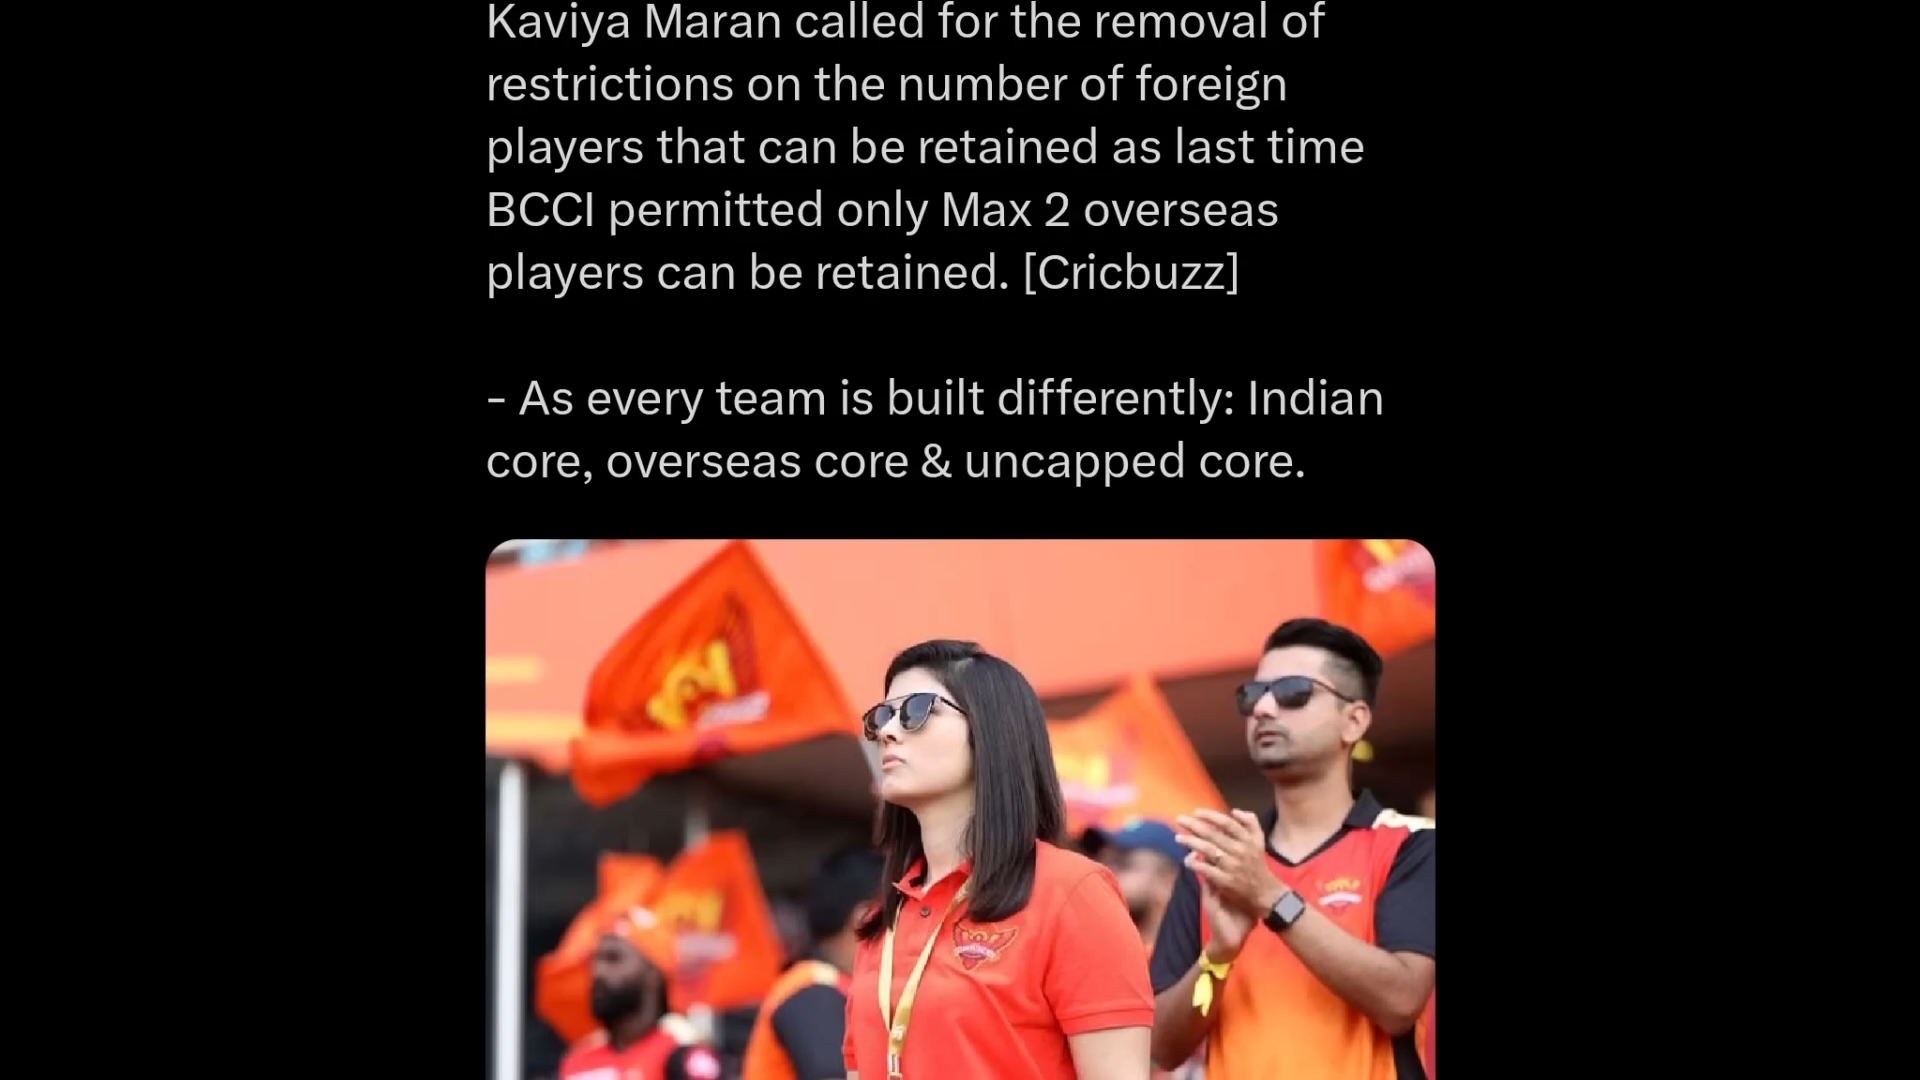 Kaviya Maran called for the removal of
restrictions on the number of foreign
players that can be retained as last time
BCCI permitted only Max 2 overseas
players can be retained. [Cricbuzz]
- As every team is built differently: Indian
core, overseas core & uncapped core.